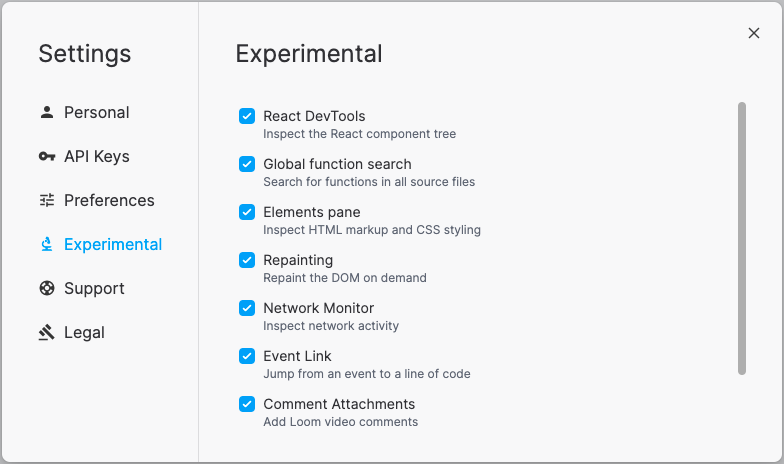 Settings
Personal
API Keys
Preferences
Experimental
Support
Legal
Experimental
React DevTools
Inspect the React component tree
Global function search
Search for functions in all source files
Elements pane
Inspect HTML markup and CSS styling
Repainting
Repaint the DOM on demand
Network Monitor
Inspect network activity
Event Link
Jump from an event to a line of code
Comment Attachments
Add Loom video comments